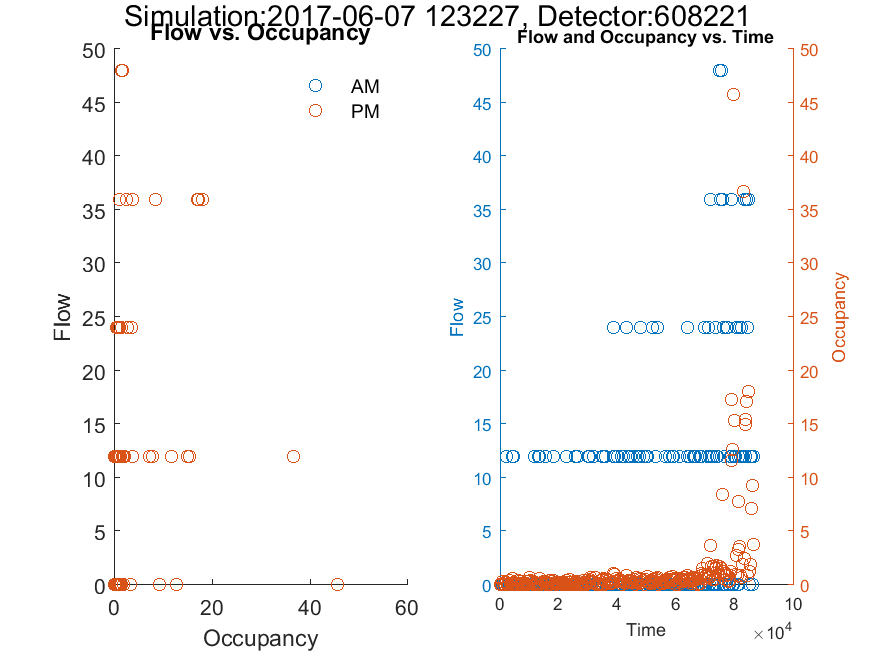 Simulation:2017-06-07 123227, Detector:608221
Flow vs. Occupancy
AM
PM
50
45
40
35
30
25
20
15
10
5
0
Flow
0 20 40 60
Occupancy
Flow and Occupancy vs. Time
50
45
40
35
30
25
20
15
10
5
0
Flow
50
45
40
35
30
25
20
15
10
5
0
Occupancy
0 2 4 6 8 10
Time
×10^4